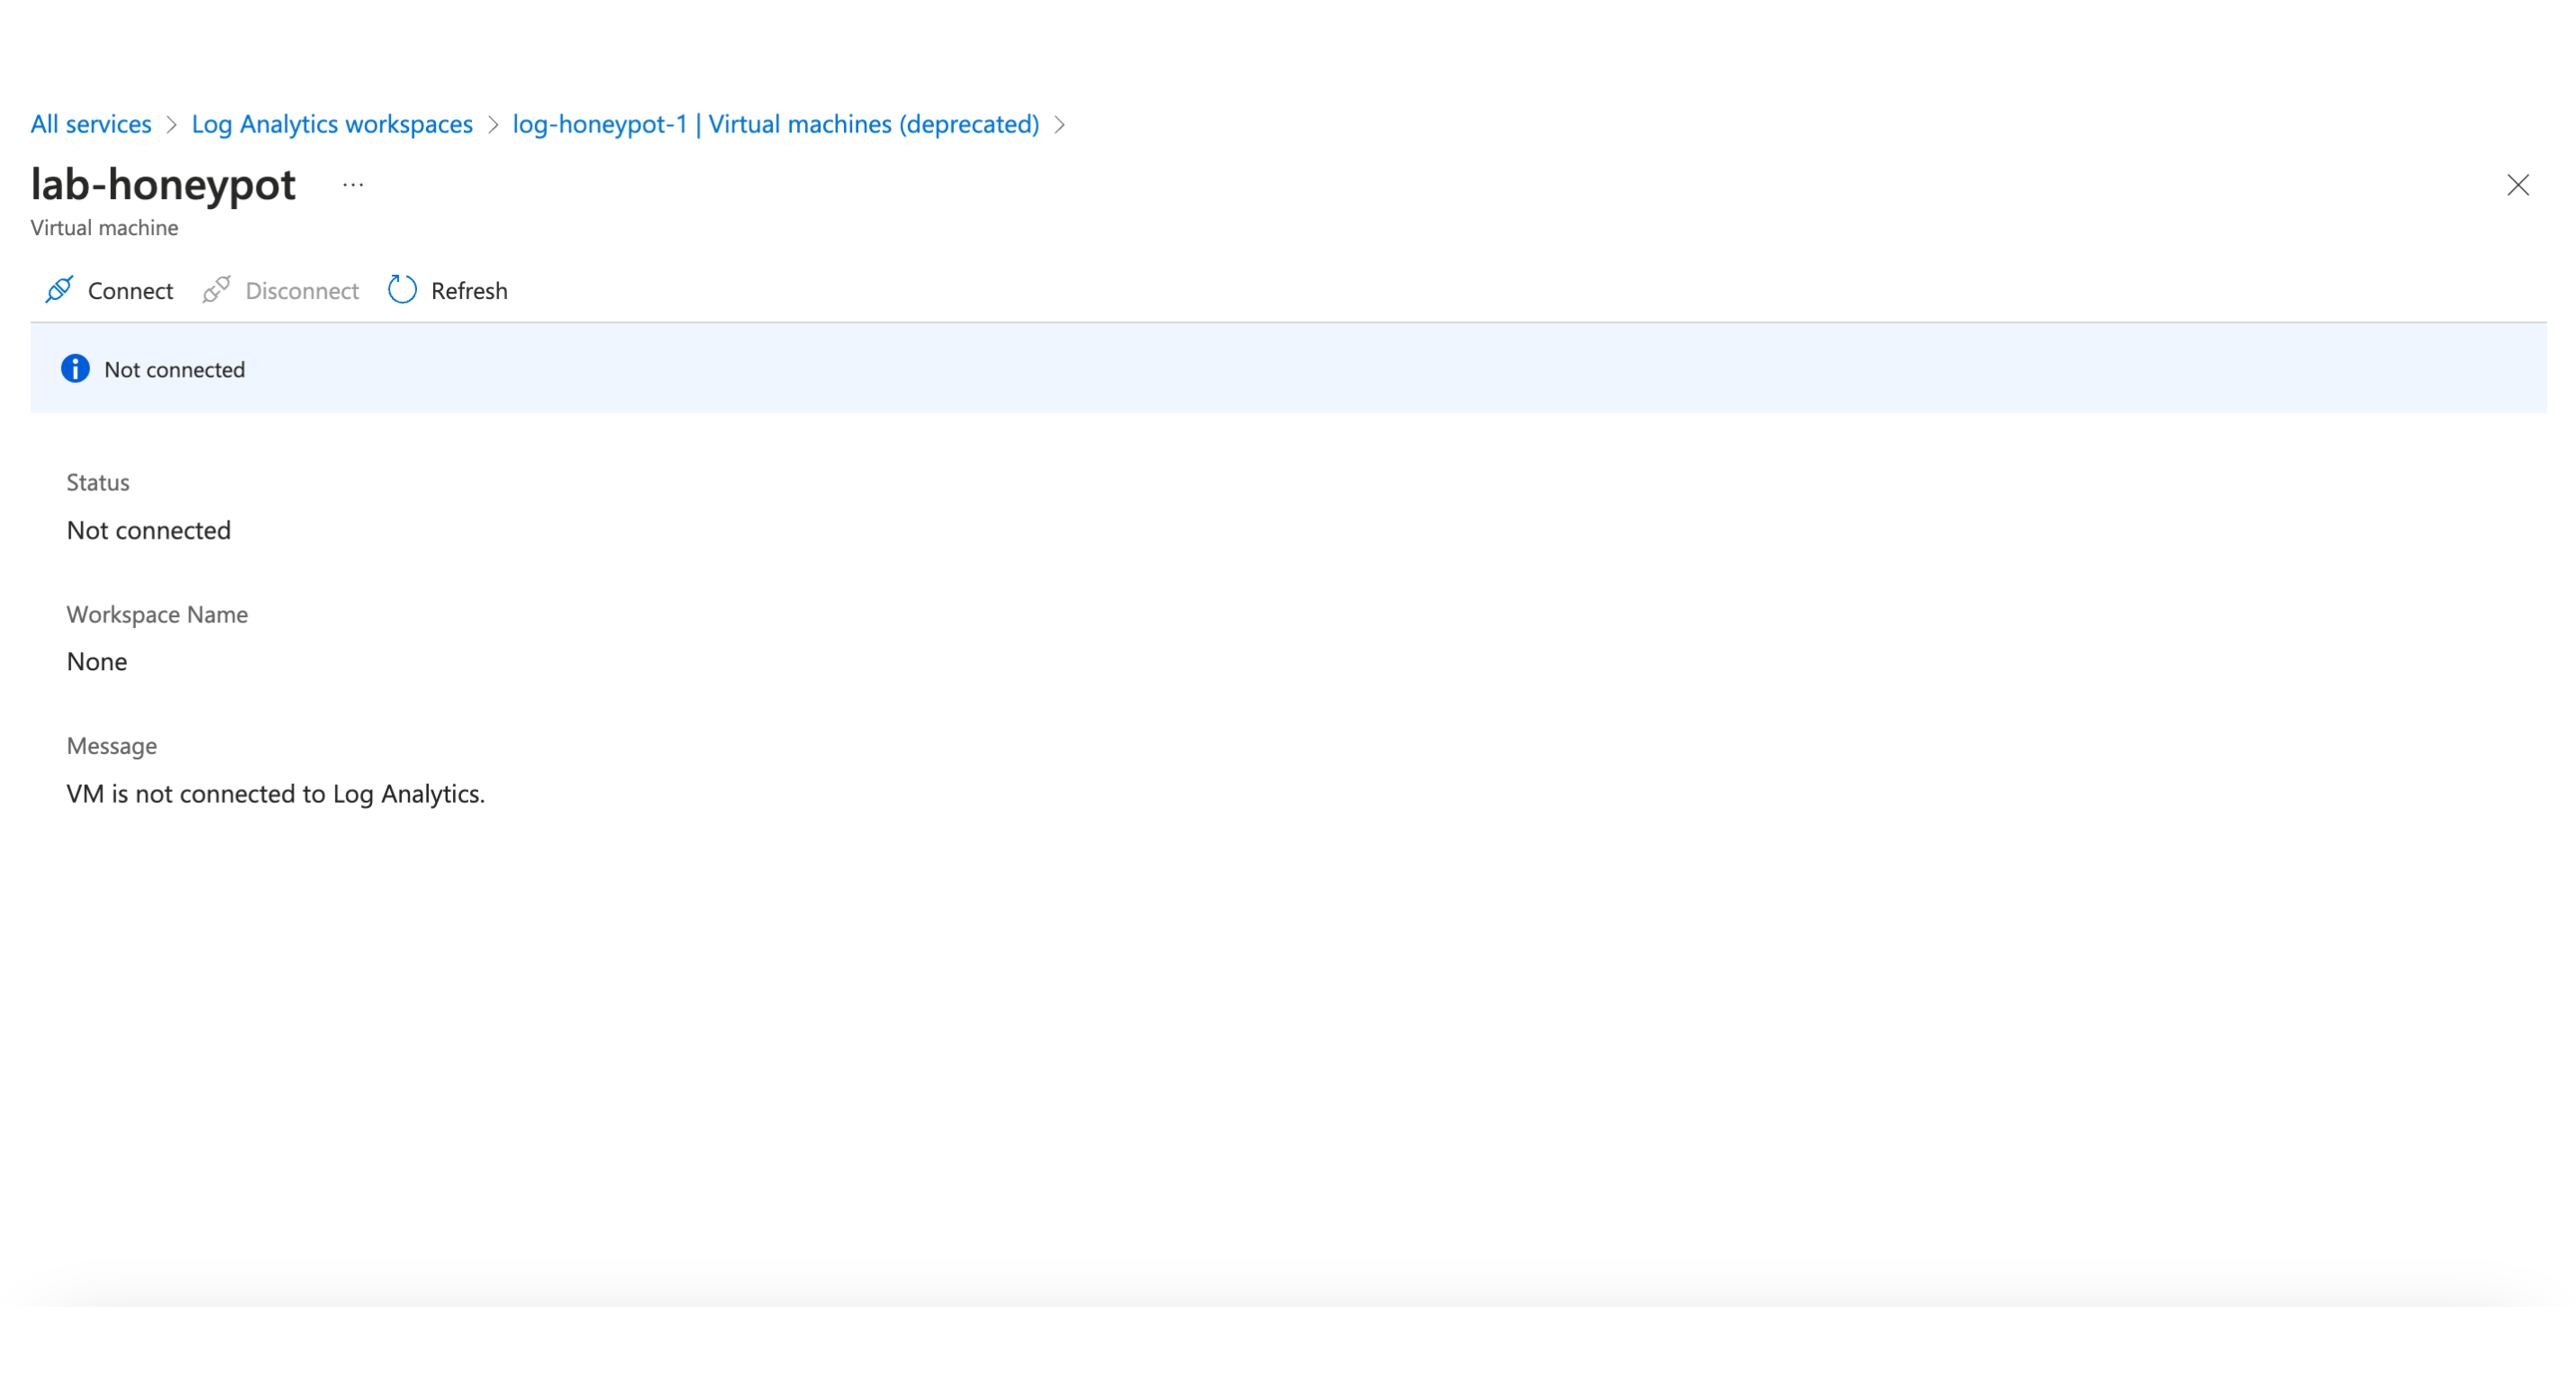 All services > Log Analytics workspaces > log-honeypot-1 | Virtual machines (deprecated) >
lab-honeypot ...
Virtual machine
Connect Disconnect Refresh
Not connected
Status
Not connected
Workspace Name
None
Message
VM is not connected to Log Analytics.